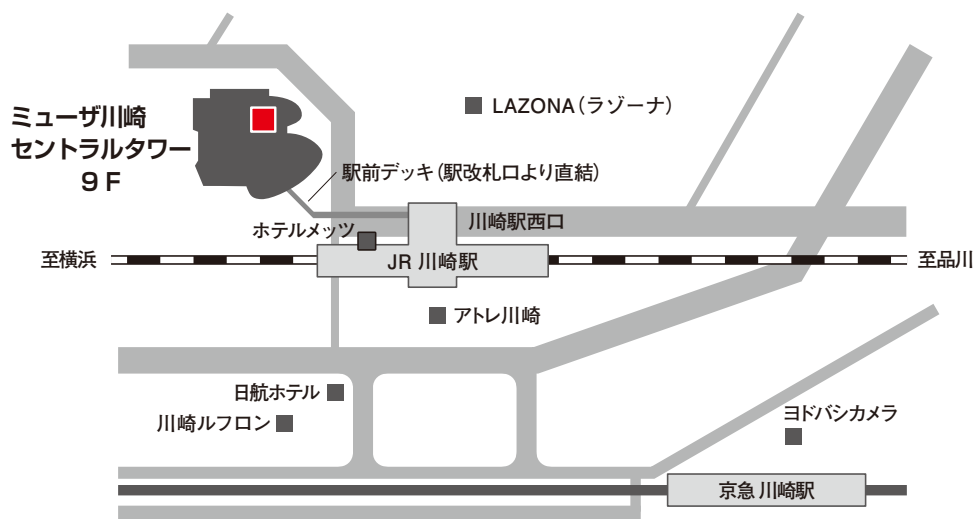 LAZONA（ラゾーナ）
ミューザ川崎
セントラルタワー
9F
駅前デッキ（駅改札口より直結）
川崎駅西口
ホテルメッツ
至横浜
JR 川崎駅
至品川
アトレ川崎
日航ホテル
川崎ルフロン
ヨドバシカメラ
京急川崎駅